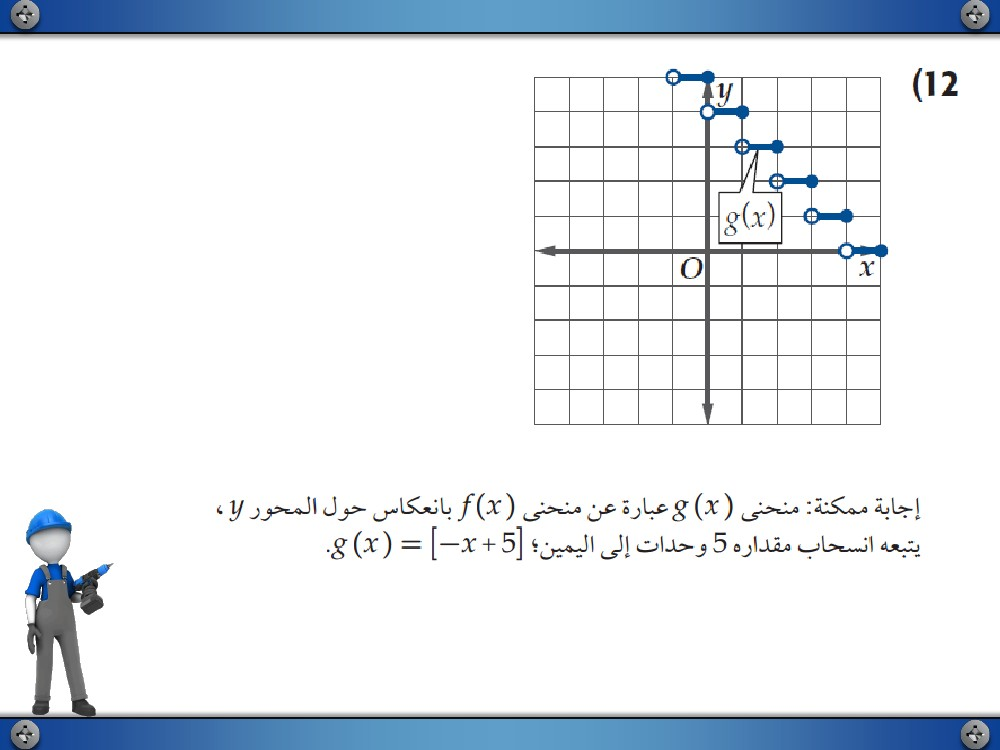 (12
y
g(x)
O
x
إجابة ممكنة: منحنى g (x) عبارة عن منحنى f (x) بانعكاس حول المحور y ،
يتبعه انسحاب مقداره 5 وحدات إلى اليمين؛ g (x) = [−x + 5].